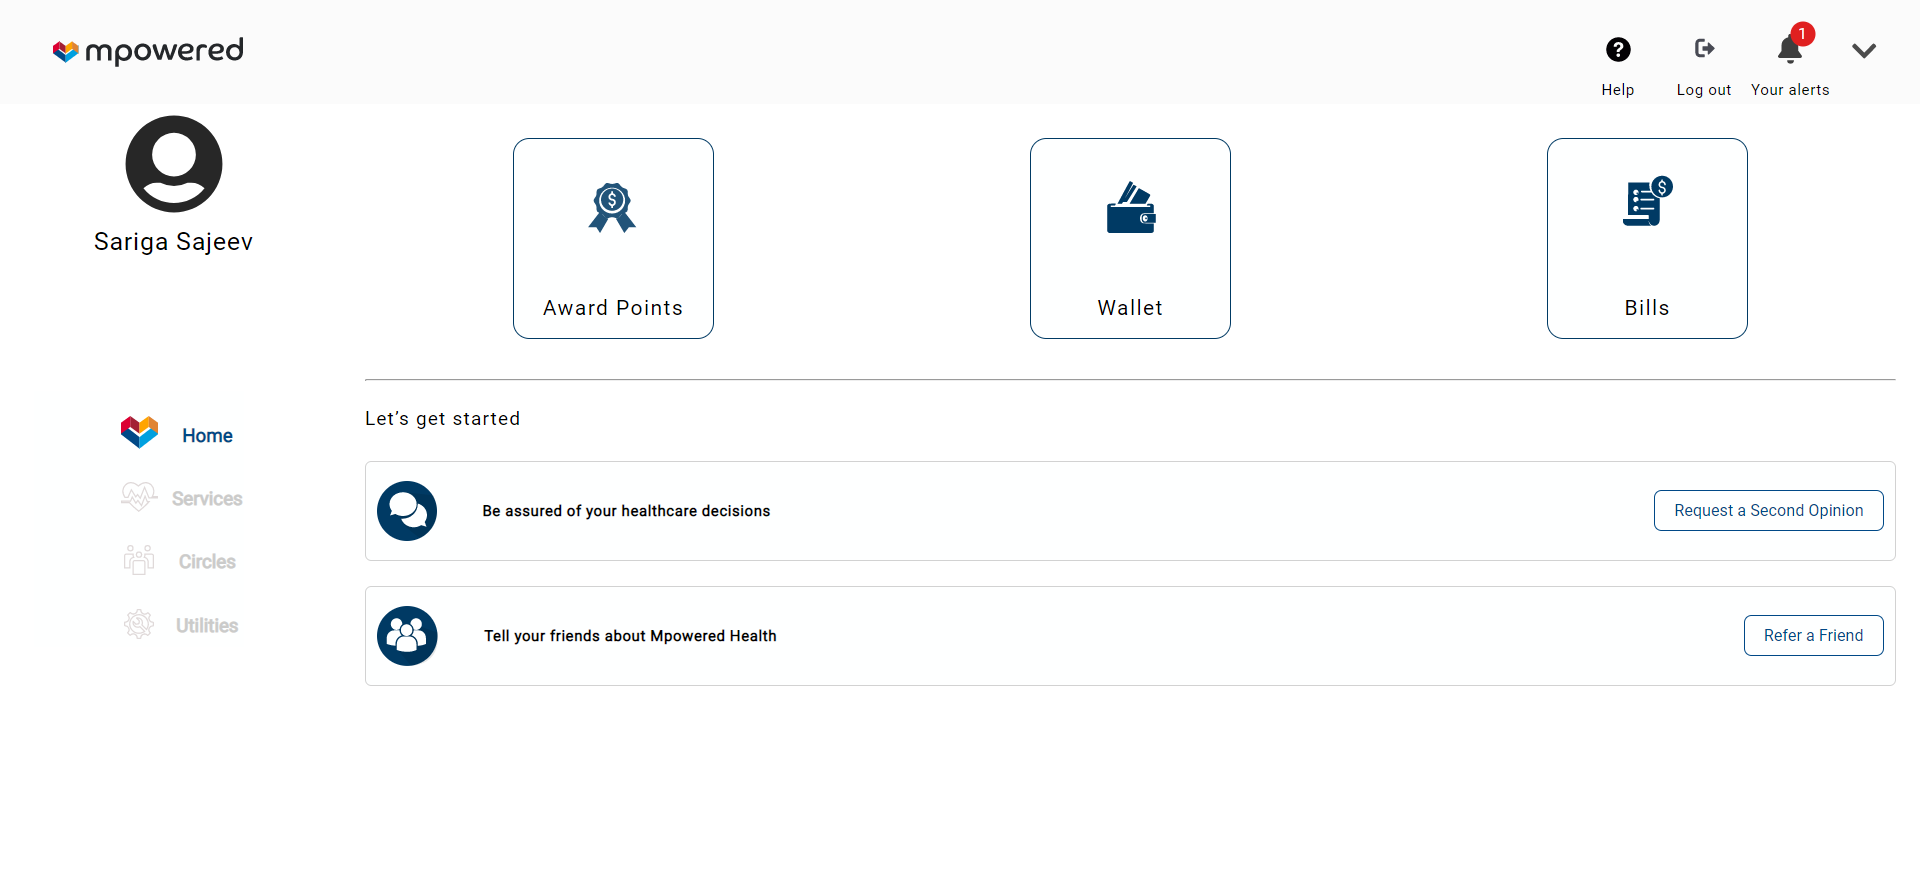 mpowered
1
Help
Log out
Your alerts
Sariga Sajeev
Award Points
Wallet
Bills
Home
Services
Circles
Utilities
Let’s get started
Be assured of your healthcare decisions
Request a Second Opinion
Tell your friends about Mpowered Health
Refer a Friend